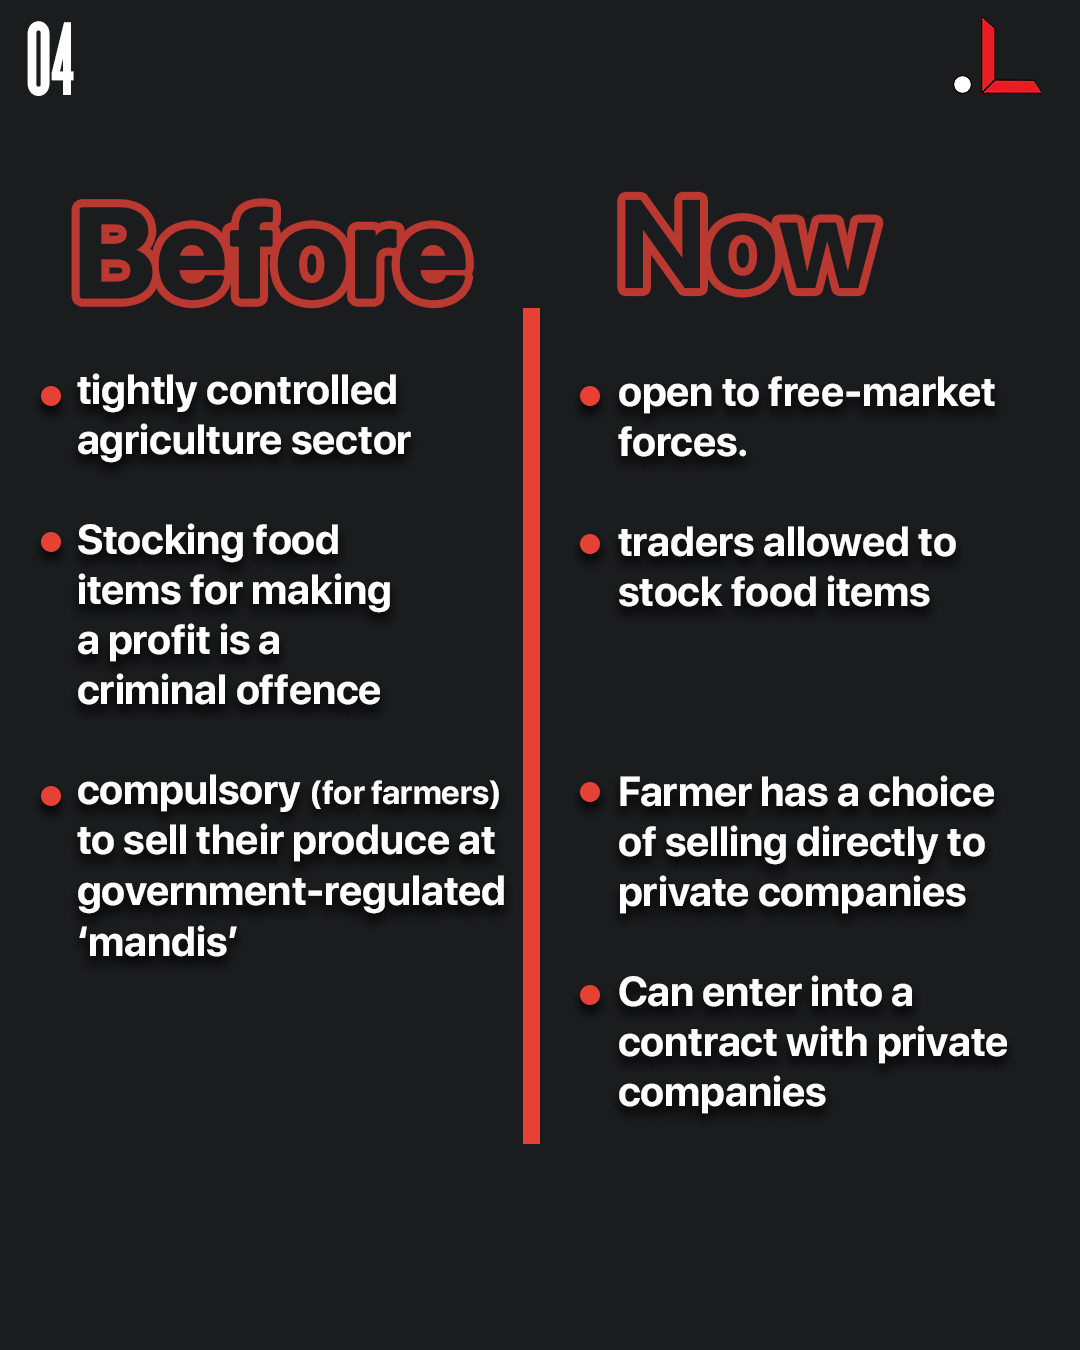 04
Before
tightly controlled
agriculture sector
Stocking food
items for making
a profit is a
criminal offence
compulsory (for farmers)
to sell their produce at
government-regulated
‘mandis’
Now
open to free-market
forces.
traders allowed to
stock food items
Farmer has a choice
of selling directly to
private companies
Can enter into a
contract with private
companies